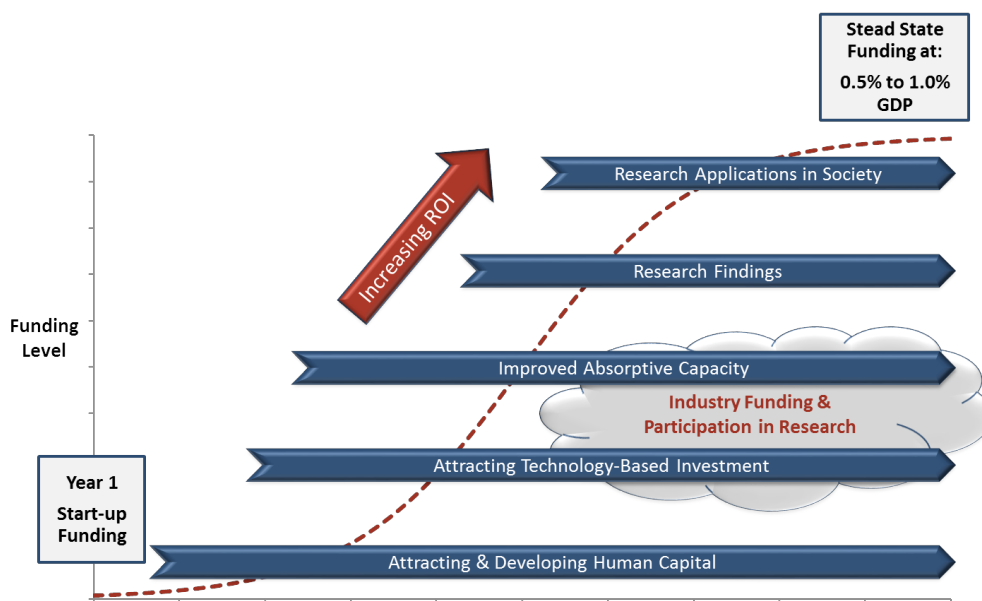 Stead State
Funding at:
0.5% to 1.0%
GDP
Research Applications in Society
Increasing ROI
Research Findings
Funding
Level
Improved Absorptive Capacity
Industry Funding &
Participation in Research
Attracting Technology-Based Investment
Year 1
Start-up
Funding
Attracting & Developing Human Capital